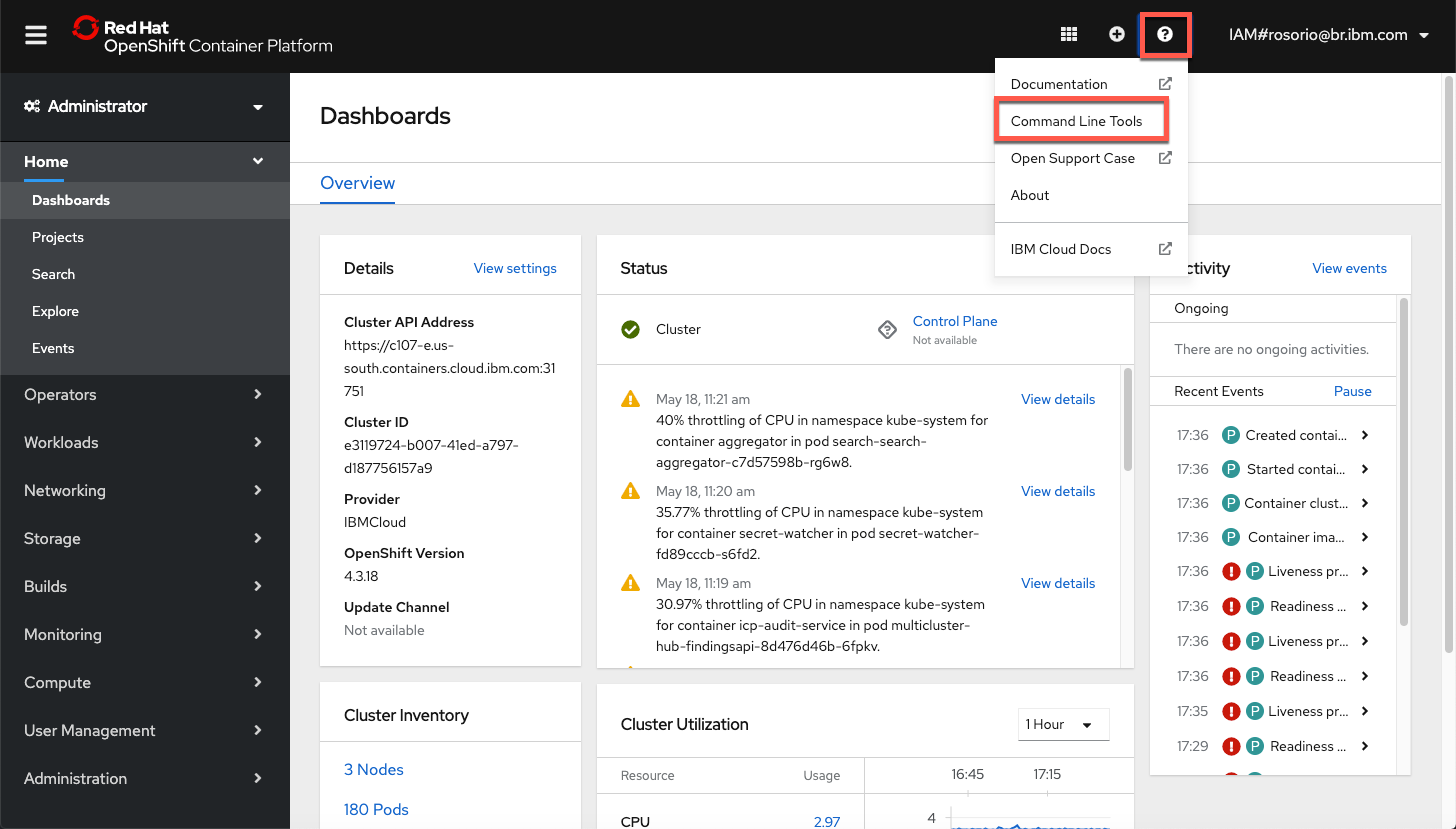 Red Hat
OpenShift Container Platform
IAM#rosorio@br.ibm.com
Documentation
Command Line Tools
Open Support Case
About
IBM Cloud Docs
Administrator
Home
Dashboards
Projects
Search
Explore
Events
Operators
Workloads
Networking
Storage
Builds
Monitoring
Compute
User Management
Administration
Dashboards
Overview
Details
View settings
Cluster API Address
https://c107-e.us-
south.containers.cloud.ibm.com:31
751
Cluster ID
e3119724-b007-41ed-a797-
d187756157a9
Provider
IBMCloud
OpenShift Version
4.3.18
Update Channel
Not available
Cluster Inventory
3 Nodes
180 Pods
Status
Cluster
Control Plane
Not available
May 18, 11:21 am
View details
40% throttling of CPU in namespace kube-system for
container aggregator in pod search-search-
aggregator-c7d57598b-rg6w8.
May 18, 11:20 am
View details
35.77% throttling of CPU in namespace kube-system
for container secret-watcher in pod secret-watcher-
fd89cccb-s6fd2.
May 18, 11:19 am
View details
30.97% throttling of CPU in namespace kube-system
for container icp-audit-service in pod multicluster-
hub-findingsapi-8d476d46b-6fpkv.
Cluster Utilization
1 Hour
Resource Usage 16:45 17:15
CPU 2.97 4
ctivity
View events
Ongoing
There are no ongoing activities.
Recent Events
Pause
17:36 P Created contai...
17:36 P Started contai...
17:36 P Container clust...
17:36 P Container ima...
17:36 P Liveness pr...
17:36 P Readiness ...
17:36 P Liveness pr...
17:36 P Readiness ...
17:35 P Liveness pr...
17:29 P Readiness ...